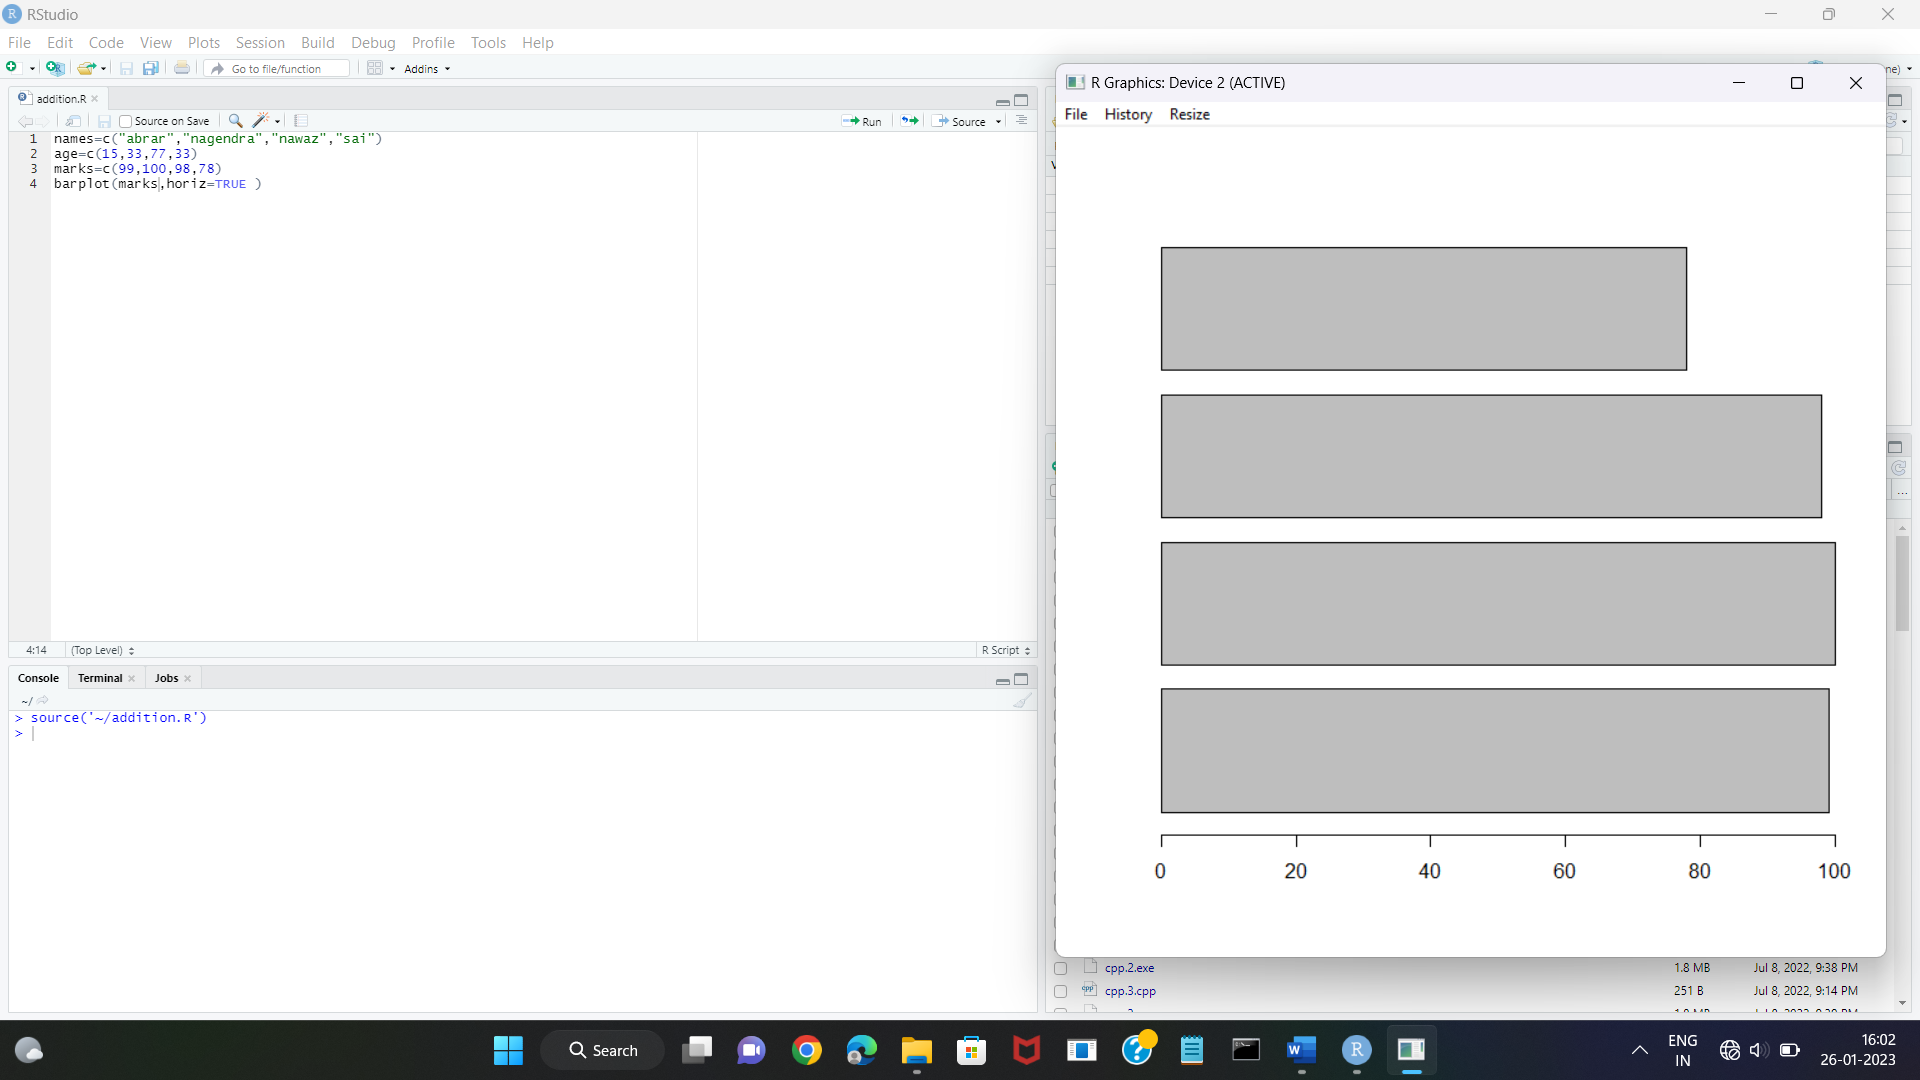 RStudio
File Edit Code View Plots Session Build Debug Profile Tools Help
Go to file/function Addins
addition.R
Source on Save Run Source
1 names=c("abrar","nagendra","nawaz","sai")
2 age=c(15,33,77,33)
3 marks=c(99,100,98,78)
4 barplot(marks,horiz=TRUE )
4:14 (Top Level) R Script
Console Terminal Jobs
~/
> source('~/addition.R')
>
R Graphics: Device 2 (ACTIVE)
File History Resize
0 20 40 60 80 100
cpp.2.exe 1.8 MB Jul 8, 2022, 9:38 PM
cpp.3.cpp 251 B Jul 8, 2022, 9:14 PM
Search
ENG
IN
16:02
26-01-2023